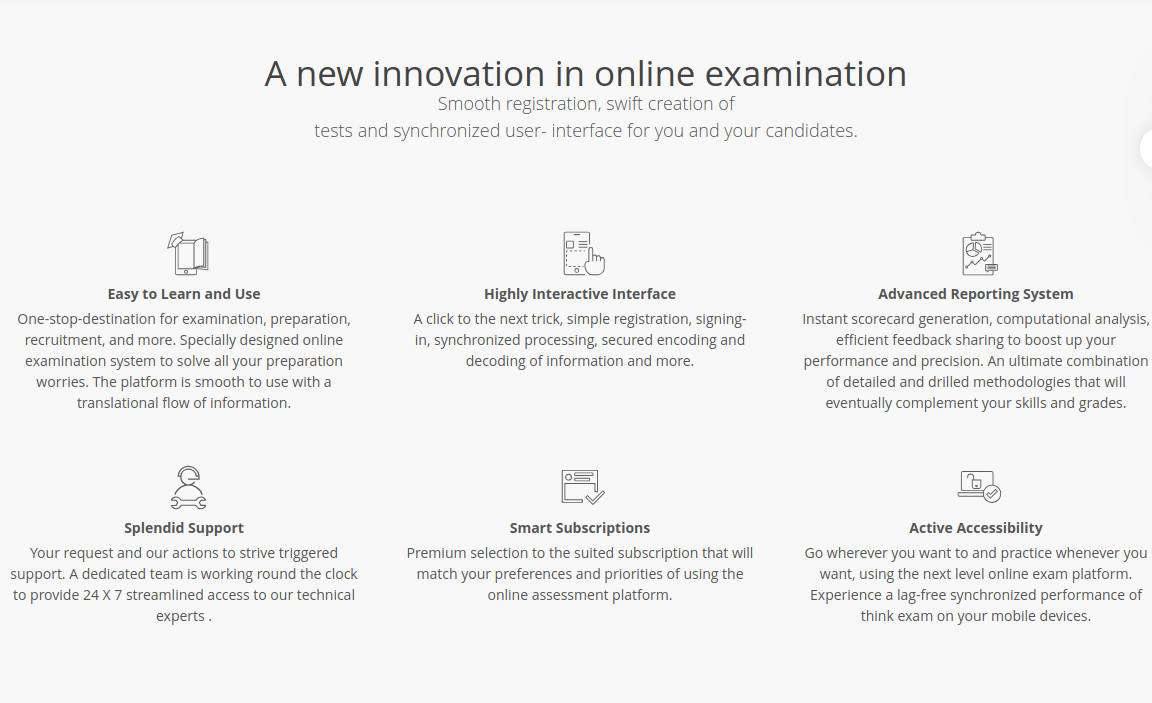 A new innovation in online examination
Smooth registration, swift creation of
tests and synchronized user- interface for you and your candidates.
Easy to Learn and Use
One-stop-destination for examination, preparation,
recruitment, and more. Specially designed online
examination system to solve all your preparation
worries. The platform is smooth to use with a
translational flow of information.
Highly Interactive Interface
A click to the next trick, simple registration, signing-
in, synchronized processing, secured encoding and
decoding of information and more.
Advanced Reporting System
Instant scorecard generation, computational analysis,
efficient feedback sharing to boost up your
performance and precision. An ultimate combination
of detailed and drilled methodologies that will
eventually complement your skills and grades.
Splendid Support
Your request and our actions to strive triggered
support. A dedicated team is working round the clock
to provide 24 X 7 streamlined access to our technical
experts .
Smart Subscriptions
Premium selection to the suited subscription that will
match your preferences and priorities of using the
online assessment platform.
Active Accessibility
Go wherever you want to and practice whenever you
want, using the next level online exam platform.
Experience a lag-free synchronized performance of
think exam on your mobile devices.